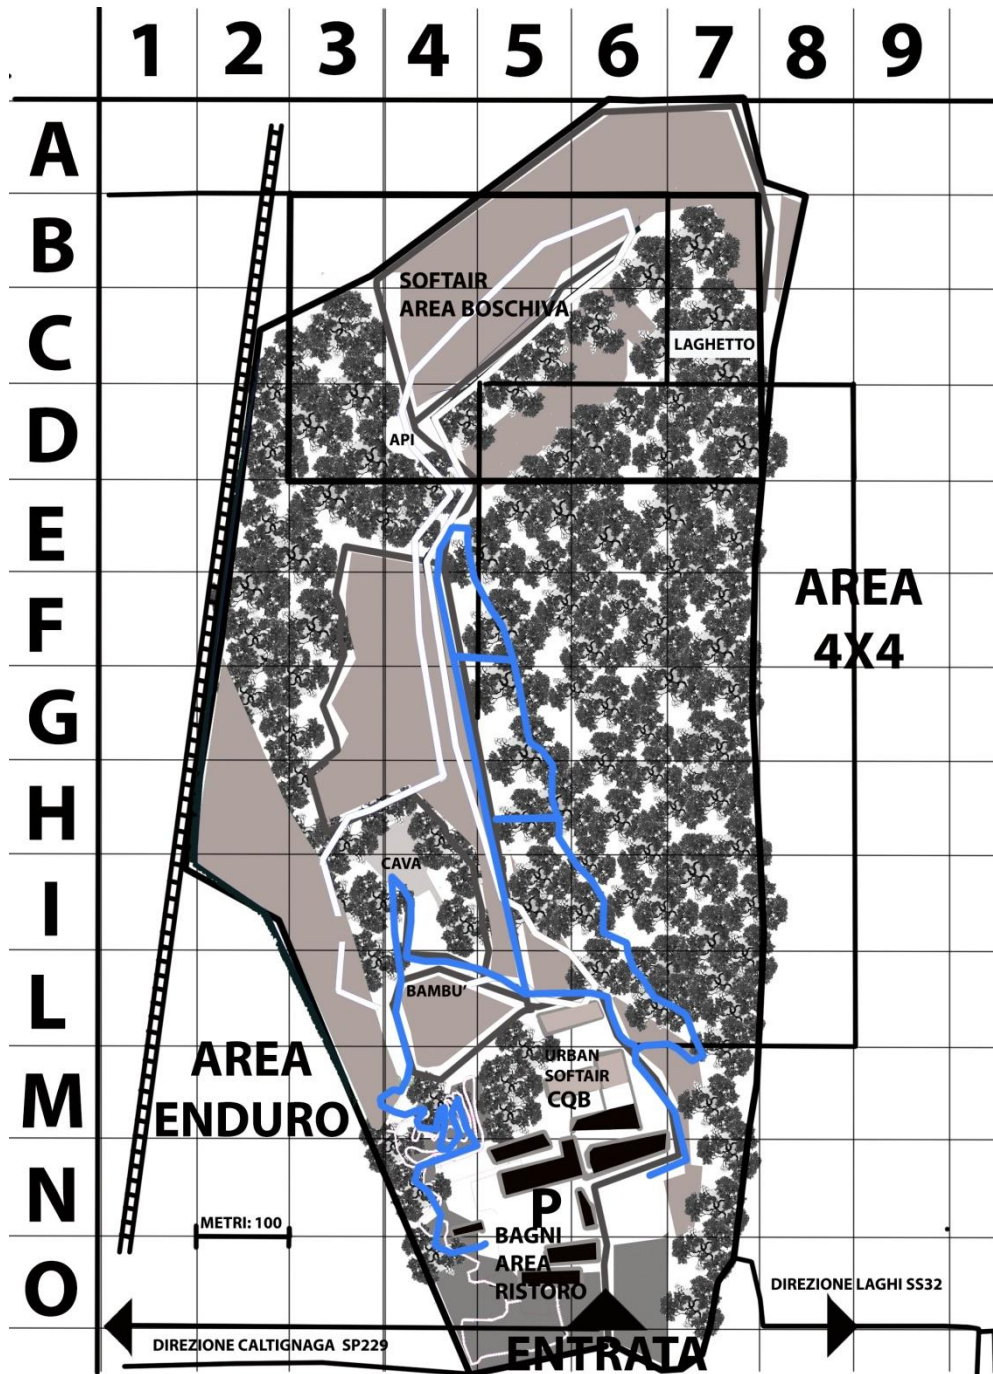 1 2 3 4 5 6 7 8 9
A
B
SOFTAIR
AREA BOSCHIVA
C
LAGHETTO
D
API
E
F
AREA
4X4
G
H
CAVA
I
L
BAMBU'
AREA
ENDURO
URBAN
SOFTAIR
CQB
M
N
P
METRI: 100
BAGNI
AREA
RISTORO
O
DIREZIONE LAGHI SS32
DIREZIONE CALTIGNAGA SP229
ENTRATA